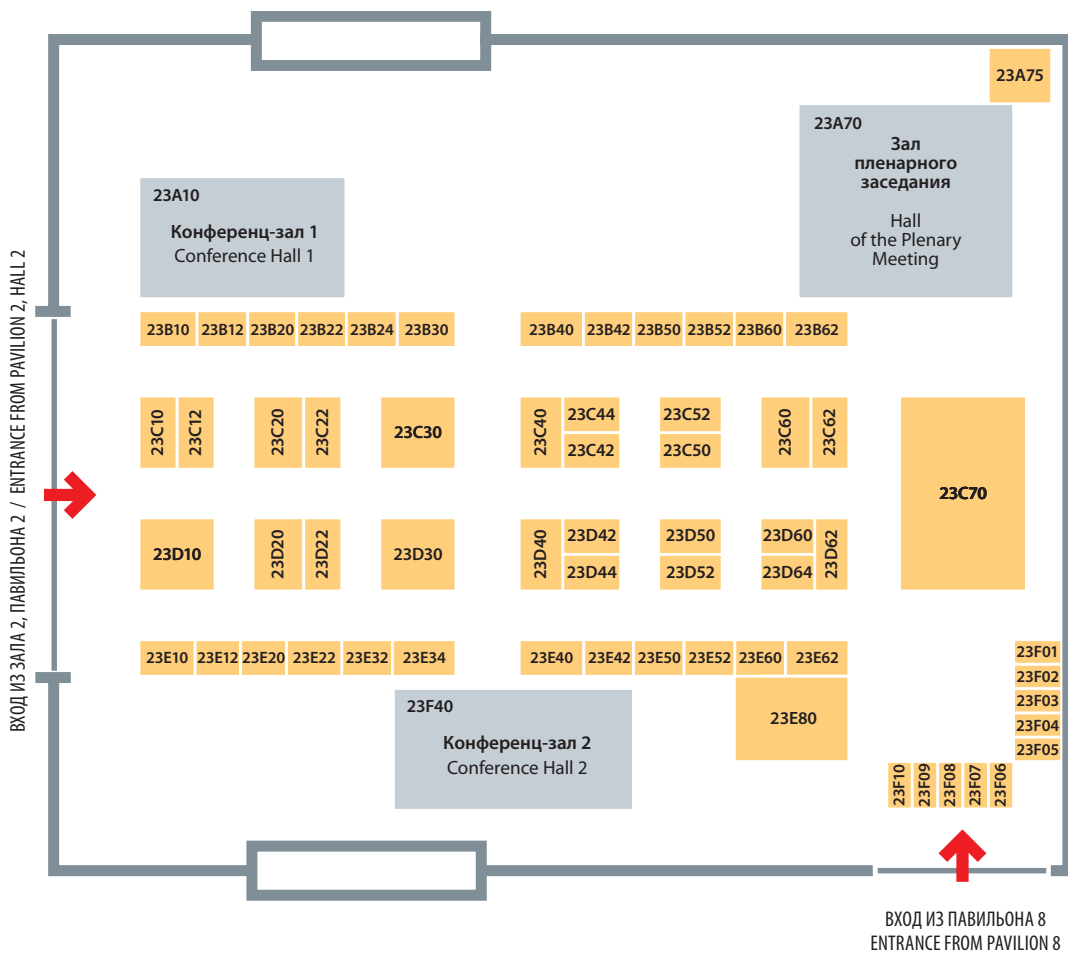 23A75
23A70
Зал
пленарного
заседания
Hall
of the Plenary
Meeting
23A10
Конференц-зал 1
Conference Hall 1
ВХОД ИЗ ЗАЛА 2, ПАВИЛЬОНА 2 / ENTRANCE FROM PAVILION 2, HALL 2
23B10 23B12 23B20 23B22 23B24 23B30 23B40 23B42 23B50 23B52 23B60 23B62
23C10 23C12 23C20 23C22 23C30 23C40 23C44 23C52 23C60 23C62
23C42 23C50
23C70
23D10 23D20 23D22 23D30 23D40 23D42 23D50 23D60 23D62
23D44 23D52 23D64
23E10 23E12 23E20 23E22 23E32 23E34 23E40 23E42 23E50 23E52 23E60 23E62
23F01
23F02
23F03
23F04
23F05
23F40
Конференц-зал 2
Conference Hall 2
23E80
23F10 23F09 23F08 23F07 23F06
ВХОД ИЗ ПАВИЛЬОНА 8
ENTRANCE FROM PAVILION 8